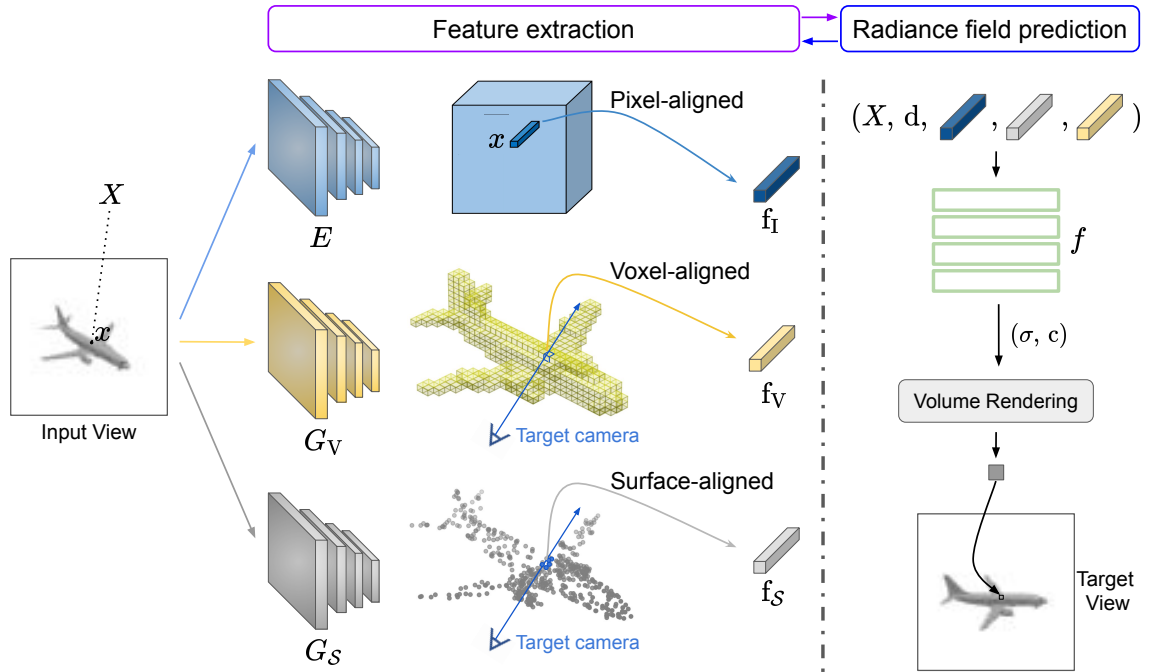 Feature extraction
Radiance field prediction
Pixel-aligned
x
f_I
E
X
x
Input View
Voxel-aligned
f_V
G_V
Target camera
Surface-aligned
f_S
G_S
Target camera
(X, d, , , )
f
(σ, c)
Volume Rendering
Target
View